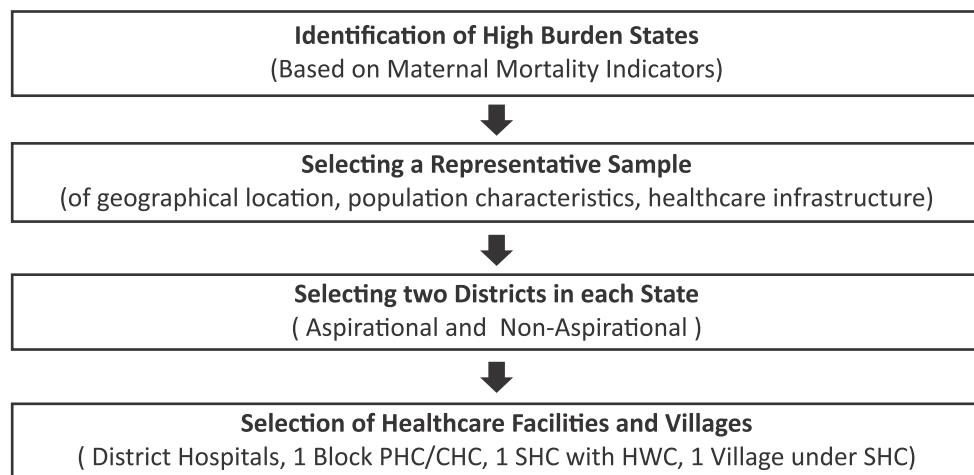 Identification of High Burden States
(Based on Maternal Mortality Indicators)
Selecting a Representative Sample
(of geographical location, population characteristics, healthcare infrastructure)
Selecting two Districts in each State
( Aspirational and  Non-Aspirational )
Selection of Healthcare Facilities and Villages
( District Hospitals, 1 Block PHC/CHC, 1 SHC with HWC, 1 Village under SHC)